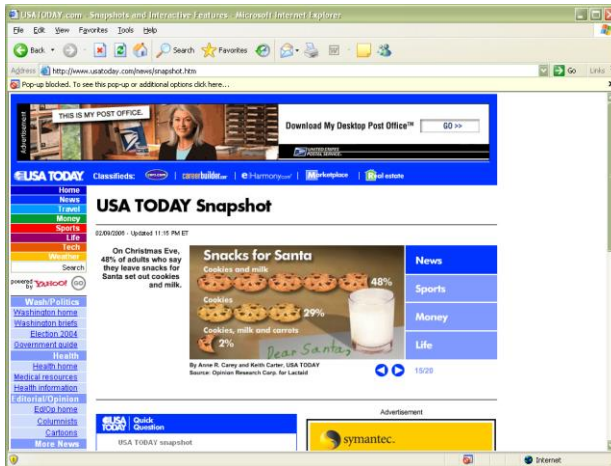 USATODAY.com - Snapshots and Interactive Features - Microsoft Internet Explorer
File Edit View Favorites Tools Help
Back Search Favorites
Address http://www.usatoday.com/news/snapshot.htm Go Links
Pop-up blocked. To see this pop-up or additional options click here...
Advertisement
THIS IS MY POST OFFICE.
Download My Desktop Post Office™ GO >>
UNITED STATES POSTAL SERVICE
USA TODAY Classifieds: cars.com | careerbuilder.com | eHarmony.com | Marketplace | Real estate
Home
News
Travel
Money
Sports
Life
Tech
Weather
Search
powered by YAHOO! GO
Wash/Politics
Washington home
Washington briefs
Election 2004
Government guide
Health
Health home
Medical resources
Health information
Editorial/Opinion
Ed/Op home
Columnists
Cartoons
More News
USA TODAY Snapshot
Updated 11:15 PM ET
On Christmas Eve,
48% of adults who say
they leave snacks for
Santa set out cookies
and milk.
Snacks for Santa
Cookies and milk
48%
Cookies
29%
Cookies, milk and carrots
2%
Dear Santa,
By Anne R. Carey and Keith Carter, USA TODAY
Source: Opinion Research Corp. for Lactaid
News
Sports
Money
Life
15/20
USA TODAY Quick Question
USA TODAY snapshot
Advertisement
symantec.
Internet